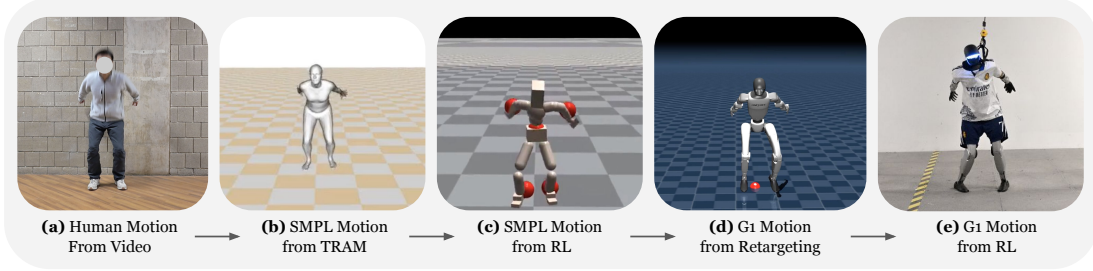 (a) Human Motion
From Video
(b) SMPL Motion
from TRAM
(c) SMPL Motion
from RL
(d) G1 Motion
from Retargeting
(e) G1 Motion
from RL
7